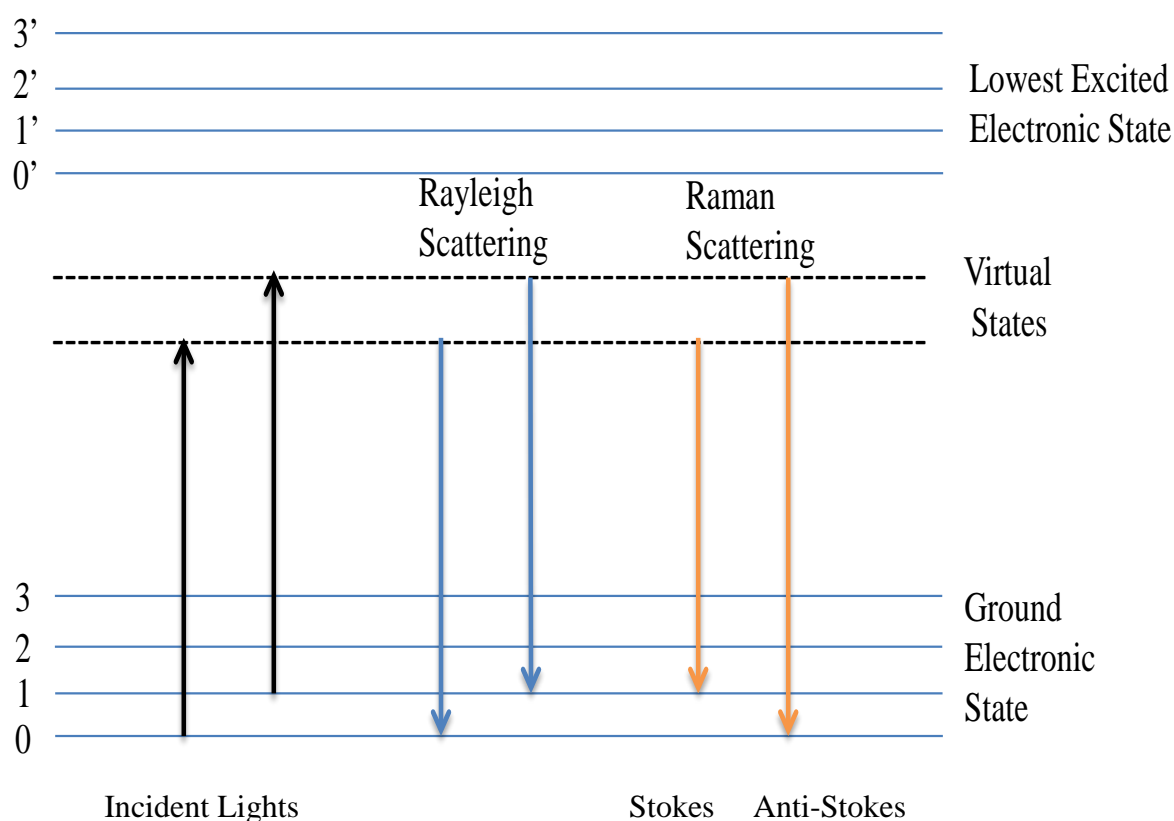 3’
2’
1’
0’
Lowest Excited
Electronic State
Rayleigh
Scattering
Raman
Scattering
Virtual
States
3
2
1
0
Ground
Electronic
State
Incident Lights
Stokes
Anti-Stokes